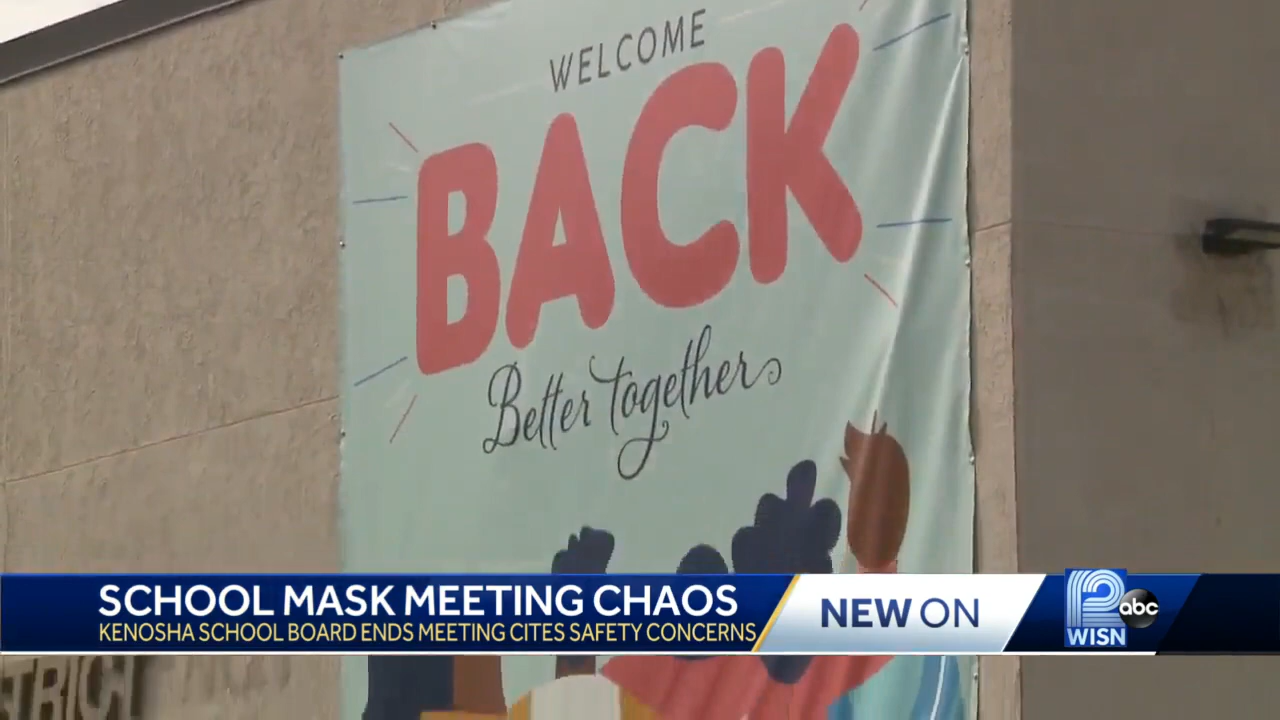 WELCOME
BACK
Better together
SCHOOL MASK MEETING CHAOS
KENOSHA SCHOOL BOARD ENDS MEETING CITES SAFETY CONCERNS
NEW ON
12
abc
WISN
STRICT